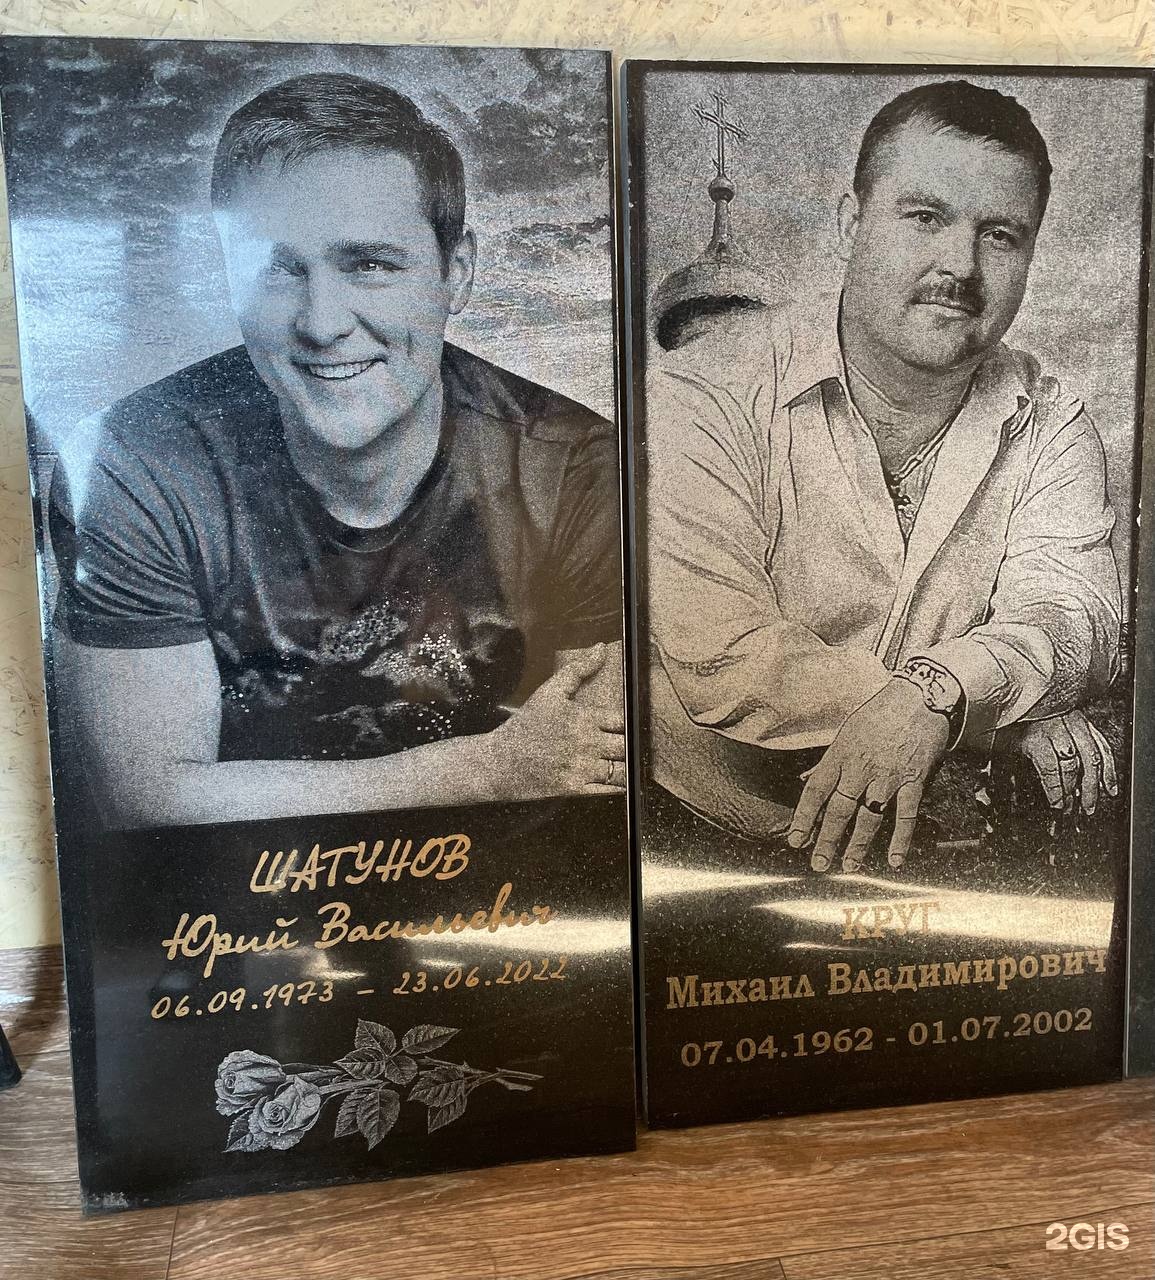 ШАТУНОВ
Юрий Васильевич
06.09.1973 - 23.06.2022
КРУГ
Михаил Владимирович
07.04.1962 - 01.07.2002
2GIS